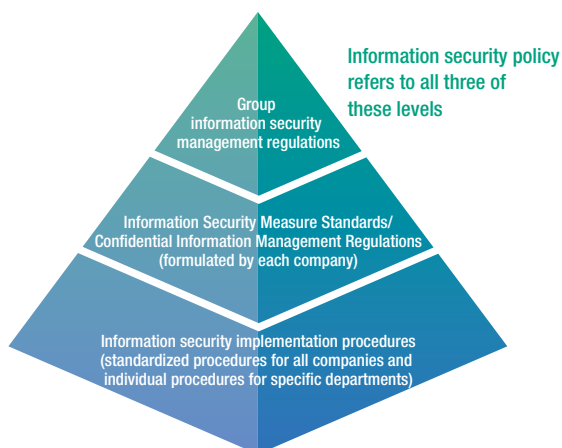 Information security policy
refers to all three of
these levels
Group
information security
management regulations
Information Security Measure Standards/
Confidential Information Management Regulations
(formulated by each company)
Information security implementation procedures
(standardized procedures for all companies and
individual procedures for specific departments)